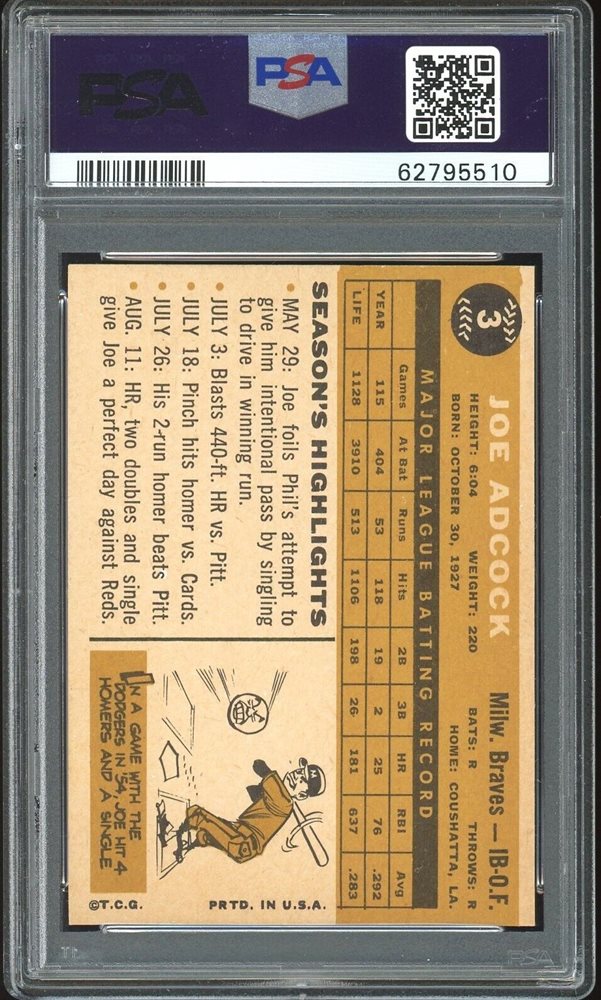 PSA
PSA
62795510
3
JOE ADCOCK
Milw. Braves — 1B-O.F.
HEIGHT: 6:04 WEIGHT: 220 BATS: R THROWS: R
BORN: OCTOBER 30, 1927 HOME: COUSHATTA, LA.
MAJOR LEAGUE BATTING RECORD
Games At Bat Runs Hits 2B 3B HR RBI Avg
YEAR 115 404 53 118 19 2 25 76 .292
LIFE 1128 3910 513 1106 198 26 181 637 .283
SEASON'S HIGHLIGHTS
• MAY 29: Joe foils Phil's attempt to
give him intentional pass by singling
to drive in winning run.
• JULY 3: Blasts 440-ft. HR vs. Pitt.
• JULY 18: Pinch hits homer vs. Cards.
• JULY 26: His 2-run homer beats Pitt.
• AUG. 11: HR, two doubles and single
give Joe a perfect day against Reds.
M
IN A GAME WITH THE
DODGERS IN '54, JOE HIT 4
HOMERS AND A SINGLE.
©T.C.G. PRTD. IN U.S.A.
PSA